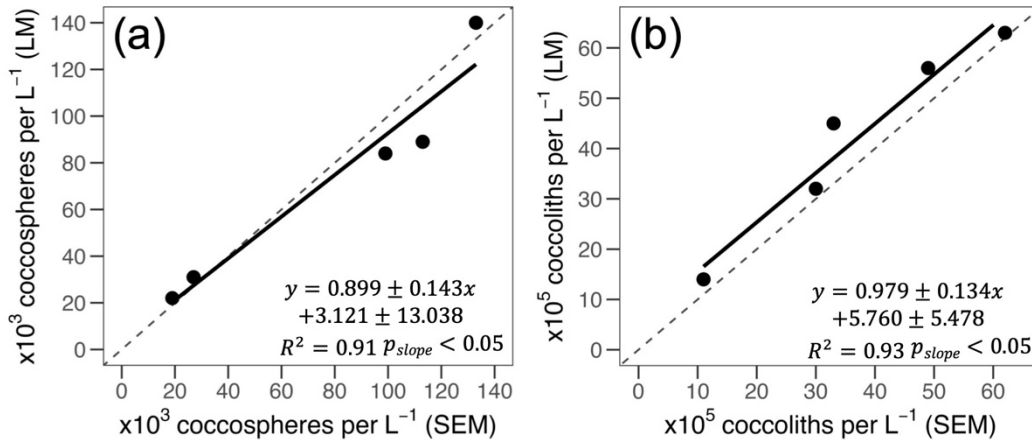 (a)
x10³ coccospheres per L⁻¹ (LM)
140
120
100
80
60
40
20
0
y = 0.899 ± 0.143x
+3.121 ± 13.038
R² = 0.91 pslope < 0.05
0 20 40 60 80 100 120 140
x10³ coccospheres per L⁻¹ (SEM)
(b)
x10⁵ coccoliths per L⁻¹ (LM)
60
50
40
30
20
10
0
y = 0.979 ± 0.134x
+5.760 ± 5.478
R² = 0.93 pslope < 0.05
0 10 20 30 40 50 60
x10⁵ coccoliths per L⁻¹ (SEM)